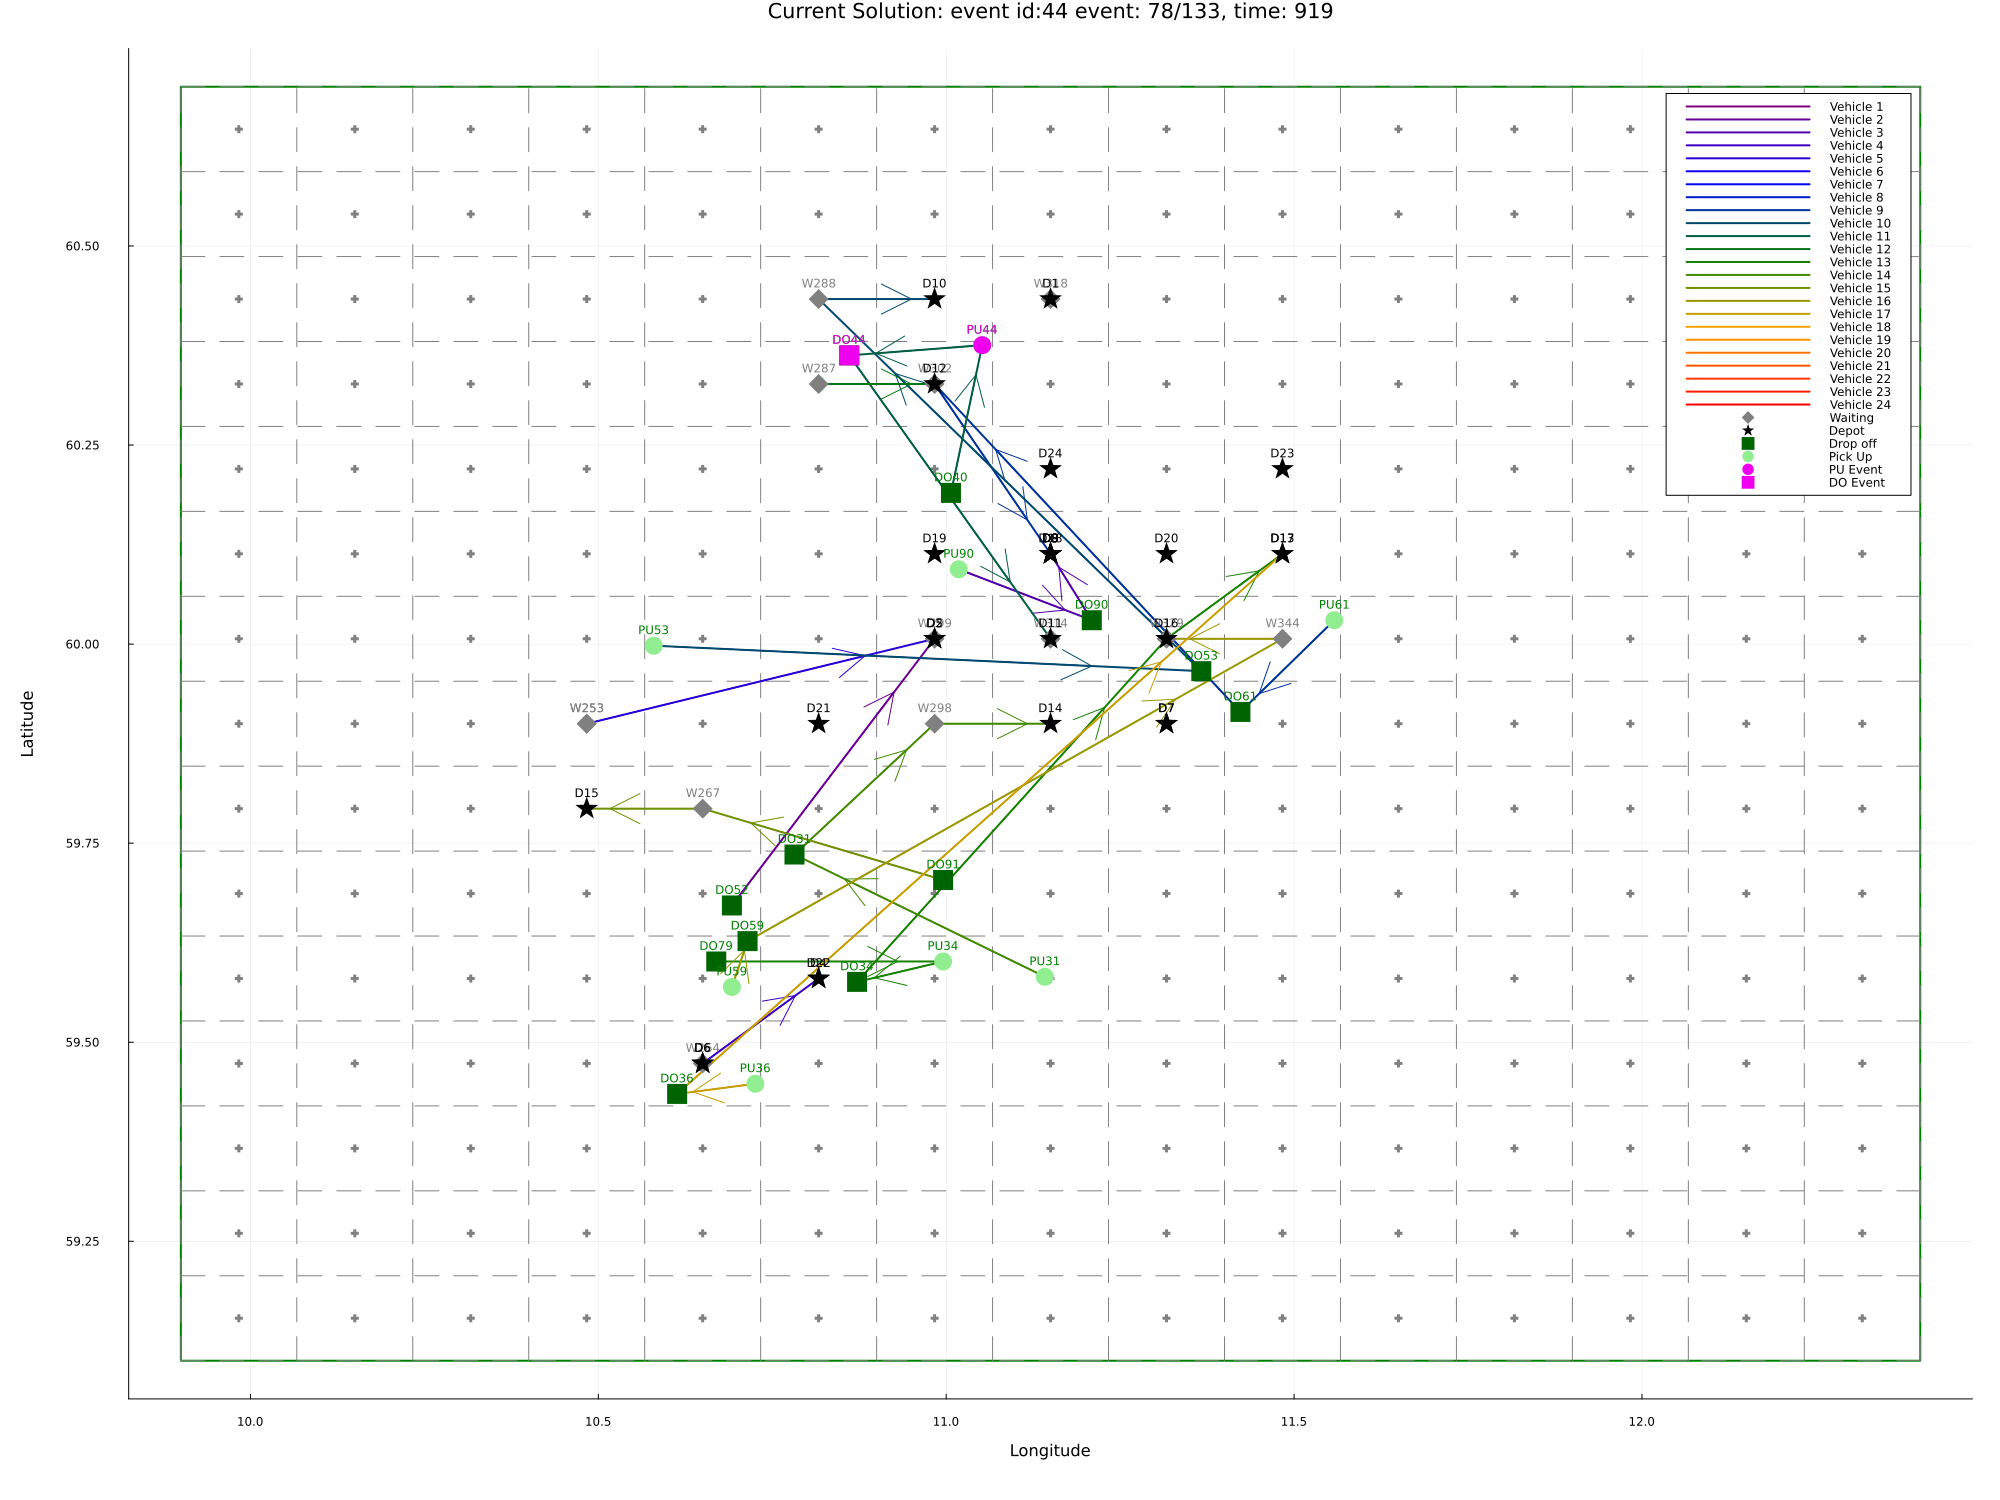 Current Solution: event id:44 event: 78/133, time: 919
Vehicle 1
Vehicle 2
Vehicle 3
Vehicle 4
Vehicle 5
Vehicle 6
Vehicle 7
Vehicle 8
Vehicle 9
Vehicle 10
Vehicle 11
Vehicle 12
Vehicle 13
Vehicle 14
Vehicle 15
Vehicle 16
Vehicle 17
Vehicle 18
Vehicle 19
Vehicle 20
Vehicle 21
Vehicle 22
Vehicle 23
Vehicle 24
Waiting
Depot
Drop off
Pick Up
PU Event
DO Event
60.50
60.25
60.00
59.75
59.50
59.25
Latitude
W288
D10
D1
PU44
DO44
W287
D12
D24
D23
DO40
D19
D20
PU90
DO90
PU61
PU53
D11
D16
W344
DO53
DO61
W253
D21
W298
D14
D7
D15
W267
DO31
DO91
DO52
DO59
DO79
PU34
PU59
DO34
PU31
D6
PU36
DO36
10.0
10.5
11.0
11.5
12.0
Longitude